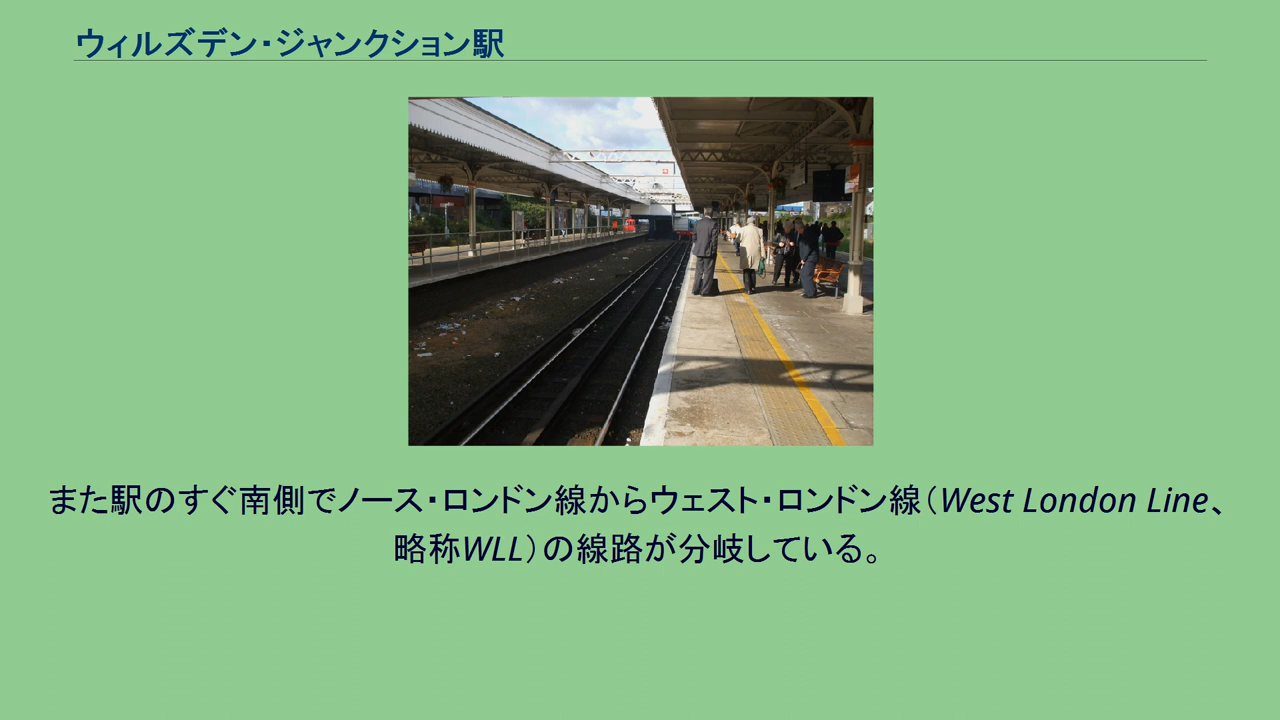 ウィルズデン・ジャンクション駅
また駅のすぐ南側でノース・ロンドン線からウェスト・ロンドン線（West London Line、
略称WLL）の線路が分岐している。